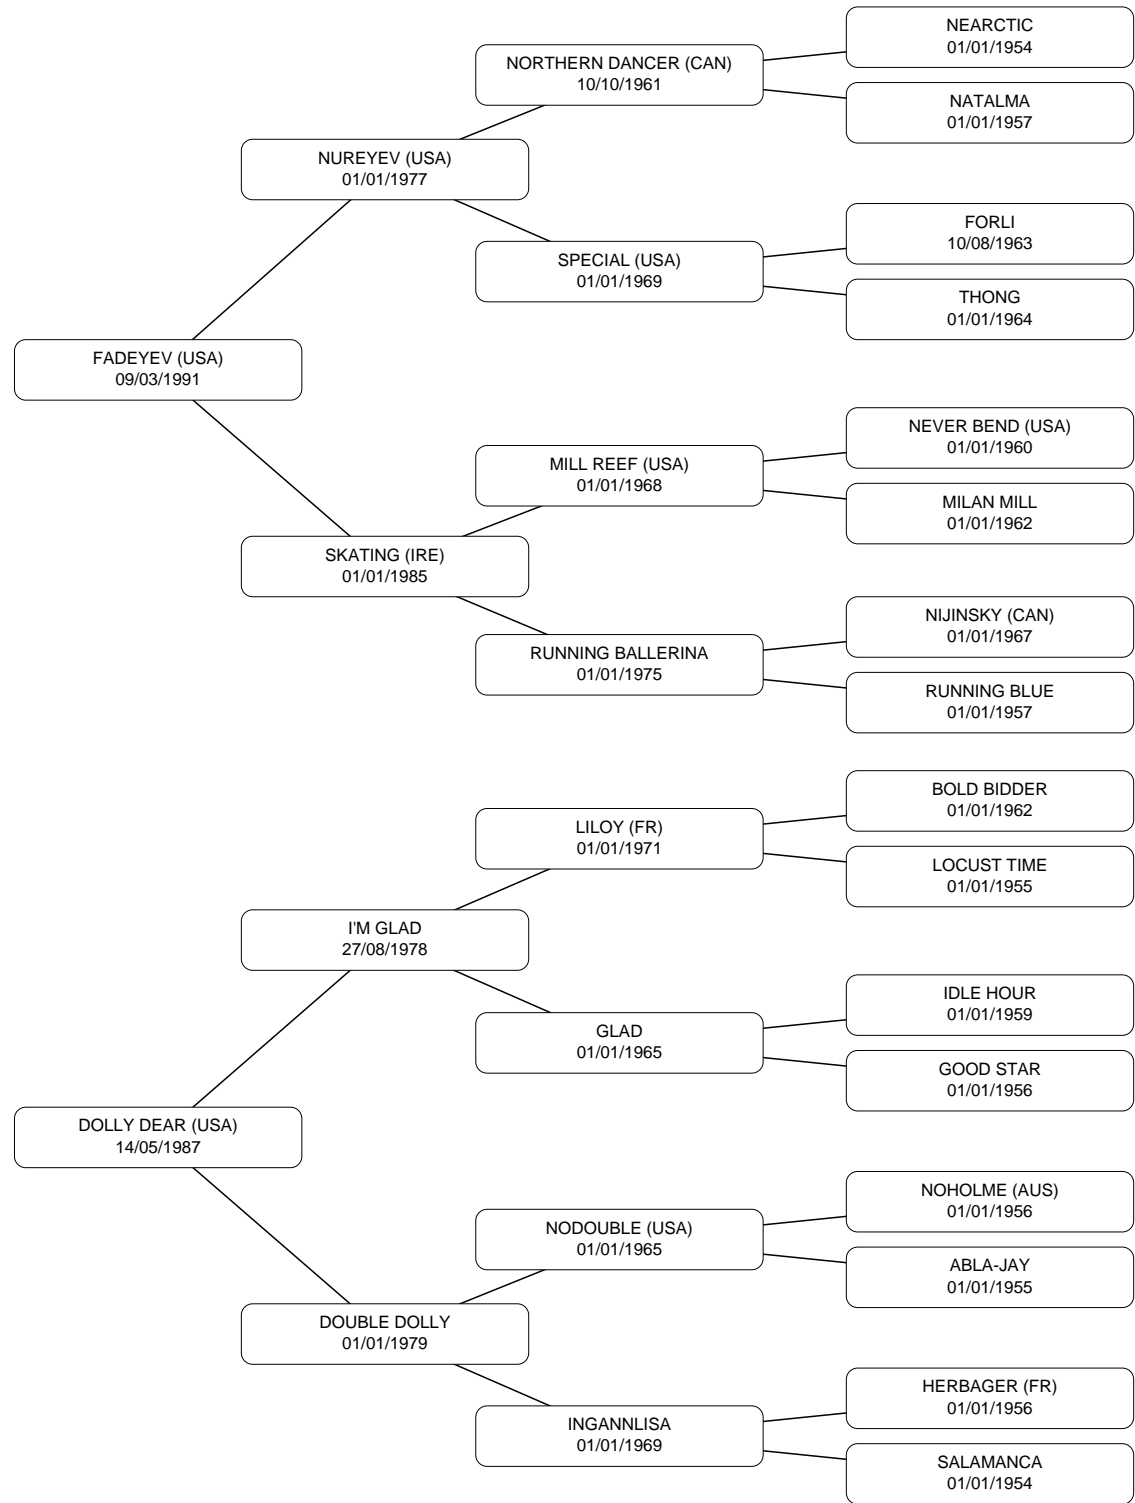 NEARCTIC
01/01/1954
NORTHERN DANCER (CAN)
10/10/1961
NATALMA
01/01/1957
NUREYEV (USA)
01/01/1977
FORLI
10/08/1963
SPECIAL (USA)
01/01/1969
THONG
01/01/1964
FADEYEV (USA)
09/03/1991
NEVER BEND (USA)
01/01/1960
MILL REEF (USA)
01/01/1968
MILAN MILL
01/01/1962
SKATING (IRE)
01/01/1985
NIJINSKY (CAN)
01/01/1967
RUNNING BALLERINA
01/01/1975
RUNNING BLUE
01/01/1957
BOLD BIDDER
01/01/1962
LILOY (FR)
01/01/1971
LOCUST TIME
01/01/1955
I'M GLAD
27/08/1978
IDLE HOUR
01/01/1959
GLAD
01/01/1965
GOOD STAR
01/01/1956
DOLLY DEAR (USA)
14/05/1987
NOHOLME (AUS)
01/01/1956
NODOUBLE (USA)
01/01/1965
ABLA-JAY
01/01/1955
DOUBLE DOLLY
01/01/1979
HERBAGER (FR)
01/01/1956
INGANNLISA
01/01/1969
SALAMANCA
01/01/1954